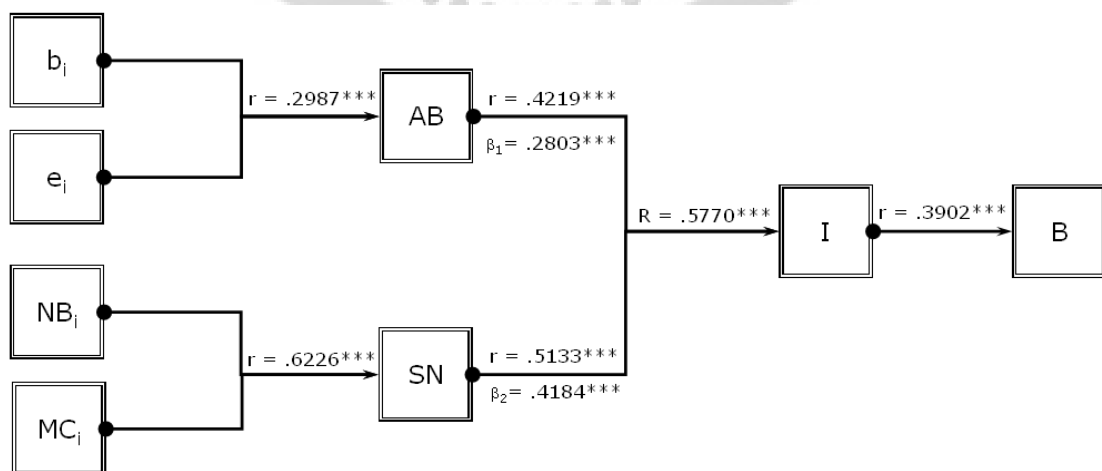 bᵢ
r = .2987***
AB
r = .4219***
β₁= .2803***
eᵢ
R = .5770***
I
r = .3902***
B
NBᵢ
r = .6226***
SN
r = .5133***
β₂= .4184***
MCᵢ